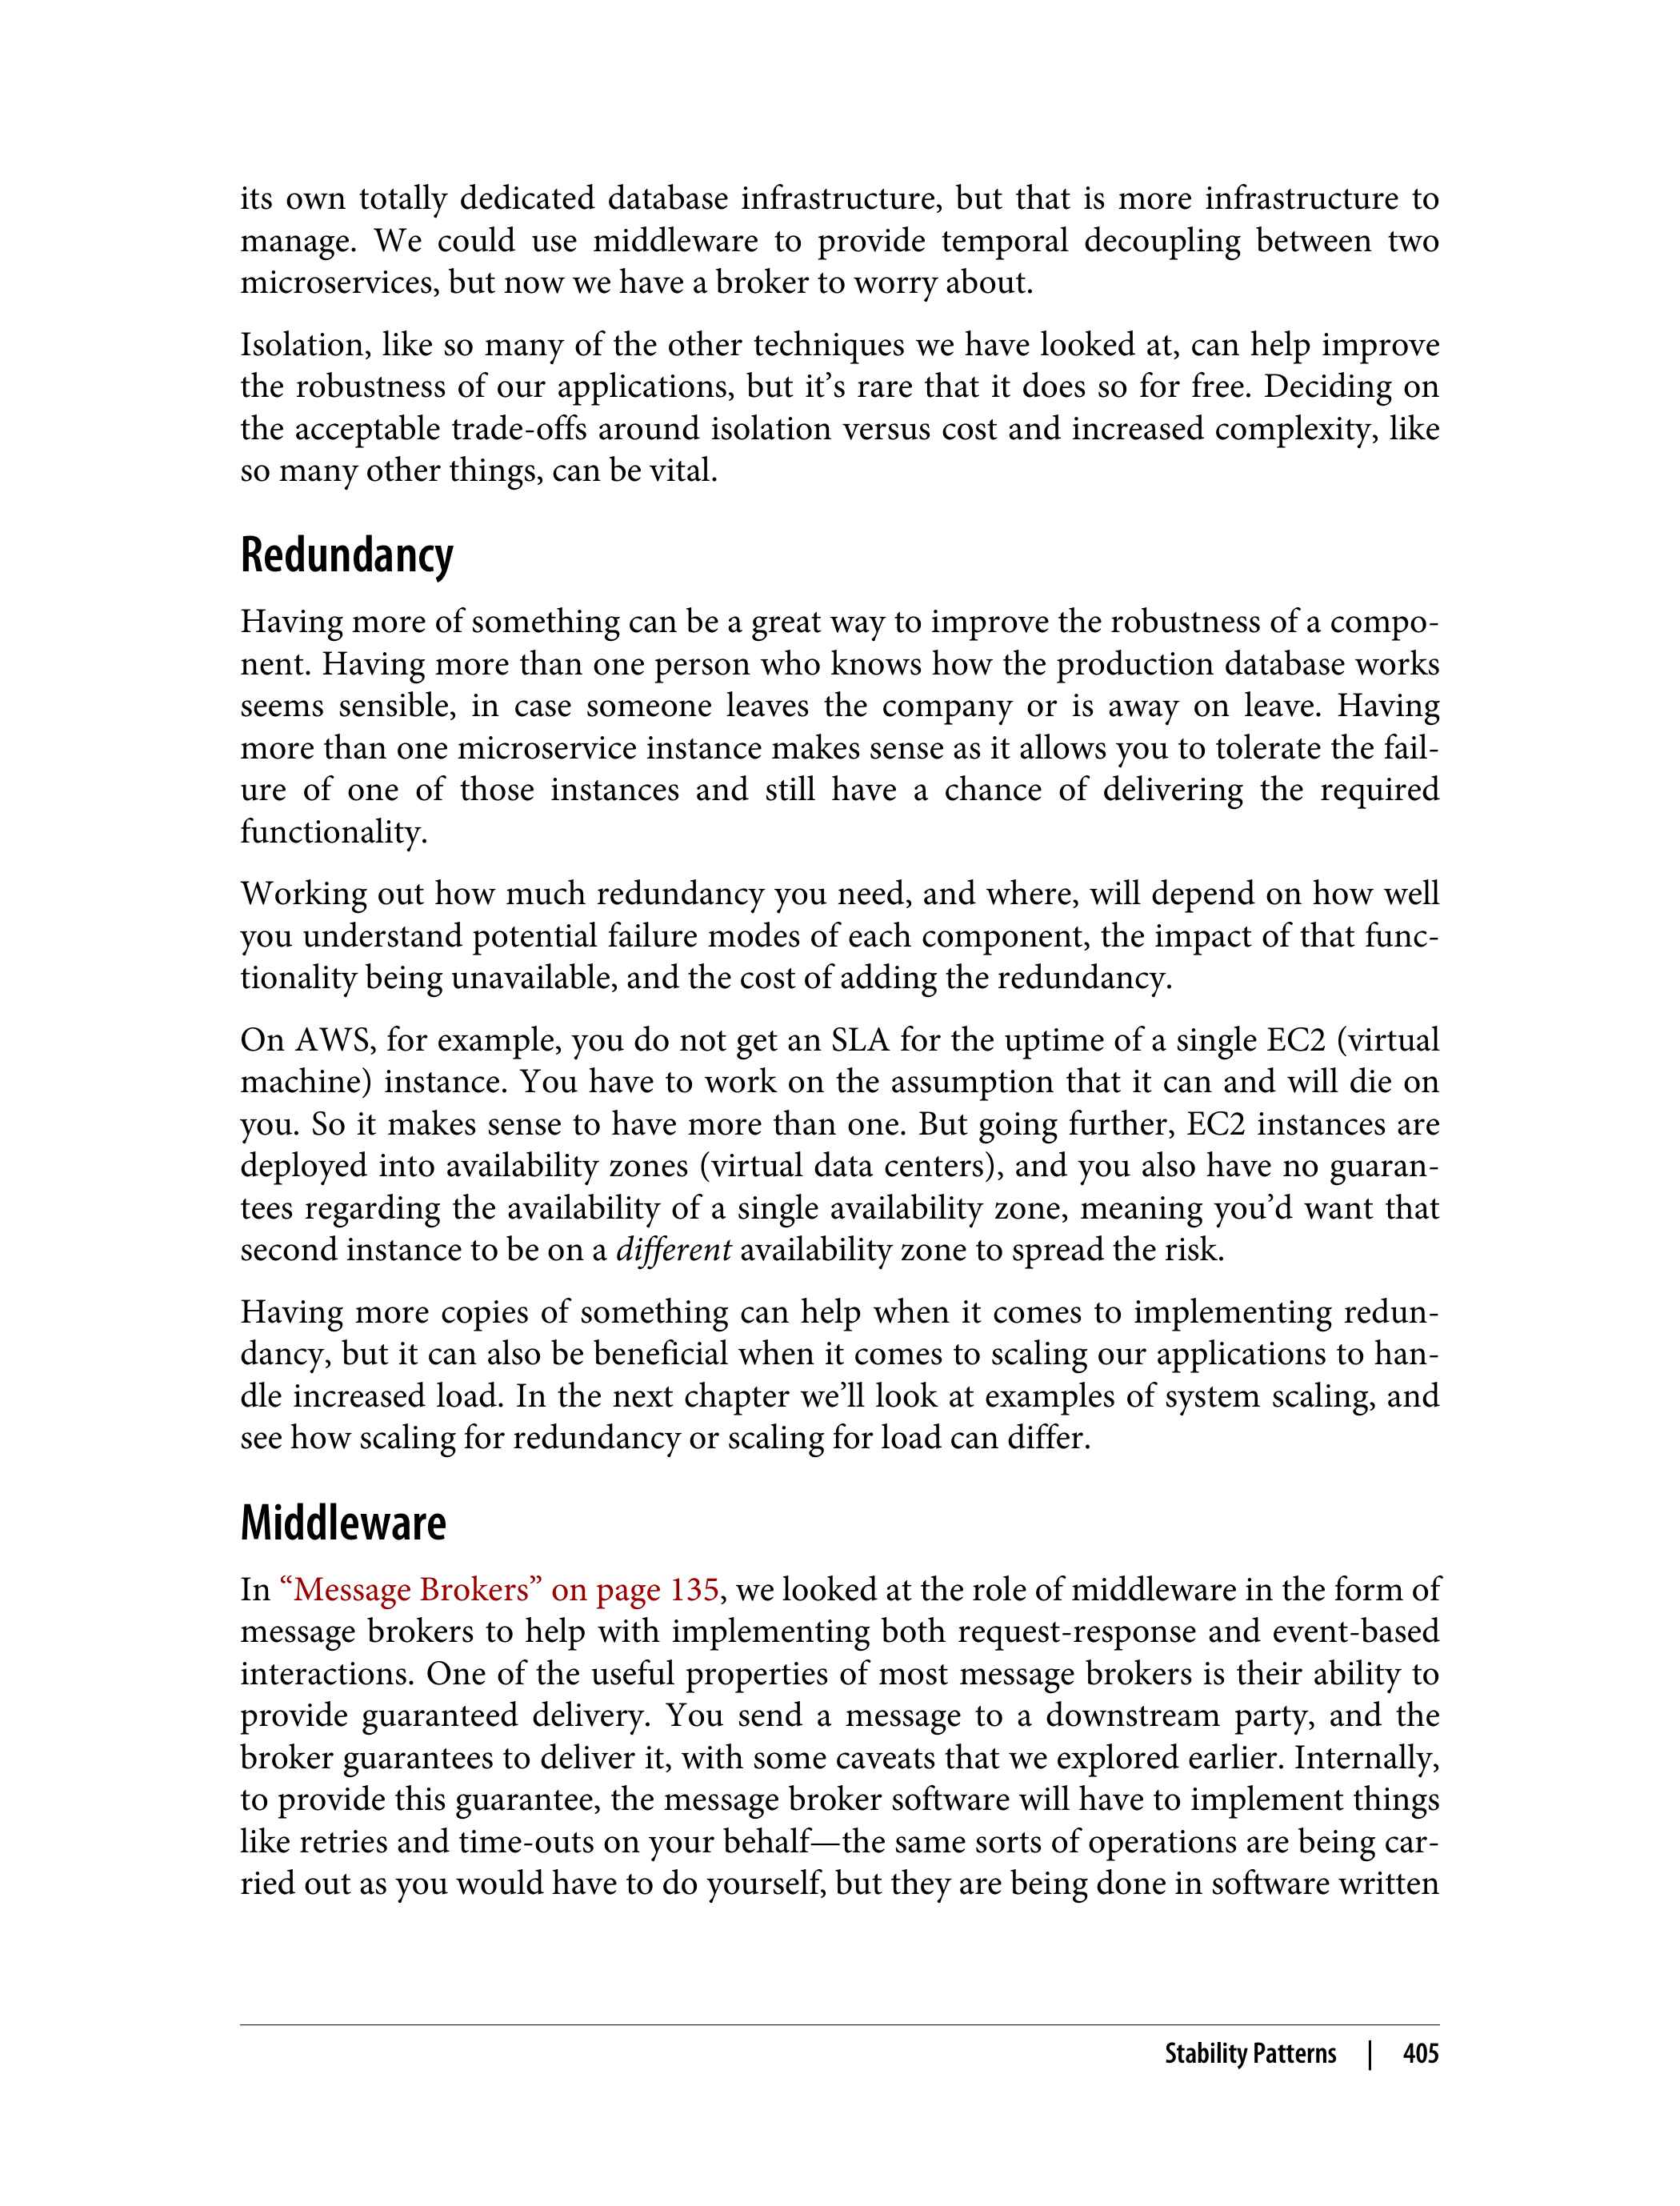 its own totally dedicated database infrastructure, but that is more infrastructure to
manage. We could use middleware to provide temporal decoupling between two
microservices, but now we have a broker to worry about.
Isolation, like so many of the other techniques we have looked at, can help improve
the robustness of our applications, but it’s rare that it does so for free. Deciding on
the acceptable trade-offs around isolation versus cost and increased complexity, like
so many other things, can be vital.
Redundancy
Having more of something can be a great way to improve the robustness of a compo-
nent. Having more than one person who knows how the production database works
seems sensible, in case someone leaves the company or is away on leave. Having
more than one microservice instance makes sense as it allows you to tolerate the fail-
ure of one of those instances and still have a chance of delivering the required
functionality.
Working out how much redundancy you need, and where, will depend on how well
you understand potential failure modes of each component, the impact of that func-
tionality being unavailable, and the cost of adding the redundancy.
On AWS, for example, you do not get an SLA for the uptime of a single EC2 (virtual
machine) instance. You have to work on the assumption that it can and will die on
you. So it makes sense to have more than one. But going further, EC2 instances are
deployed into availability zones (virtual data centers), and you also have no guaran-
tees regarding the availability of a single availability zone, meaning you’d want that
second instance to be on a different availability zone to spread the risk.
Having more copies of something can help when it comes to implementing redun-
dancy, but it can also be beneficial when it comes to scaling our applications to han-
dle increased load. In the next chapter we’ll look at examples of system scaling, and
see how scaling for redundancy or scaling for load can differ.
Middleware
In “Message Brokers” on page 135, we looked at the role of middleware in the form of
message brokers to help with implementing both request-response and event-based
interactions. One of the useful properties of most message brokers is their ability to
provide guaranteed delivery. You send a message to a downstream party, and the
broker guarantees to deliver it, with some caveats that we explored earlier. Internally,
to provide this guarantee, the message broker software will have to implement things
like retries and time-outs on your behalf—the same sorts of operations are being car-
ried out as you would have to do yourself, but they are being done in software written
Stability Patterns | 405